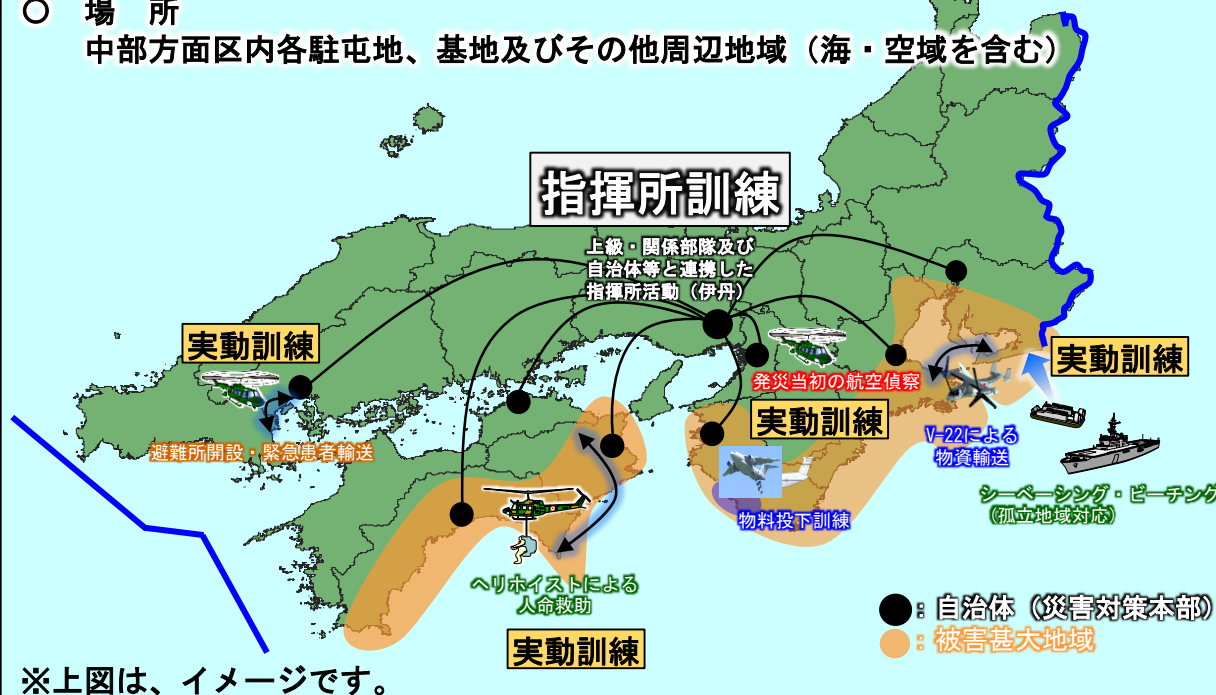 ○ 場 所
中部方面区内各駐屯地、基地及びその他周辺地域（海・空域を含む）
指揮所訓練
上級・関係部隊及び
自治体等と連携した
指揮所活動（伊丹）
実動訓練
避難所開設・緊急患者輸送
発災当初の航空偵察
実動訓練
物料投下訓練
実動訓練
V-22による
物資輸送
シーベーシング・ビーチング
（孤立地域対応）
ヘリホイストによる
人命救助
実動訓練
：自治体（災害対策本部）
：被害甚大地域
※上図は、イメージです。